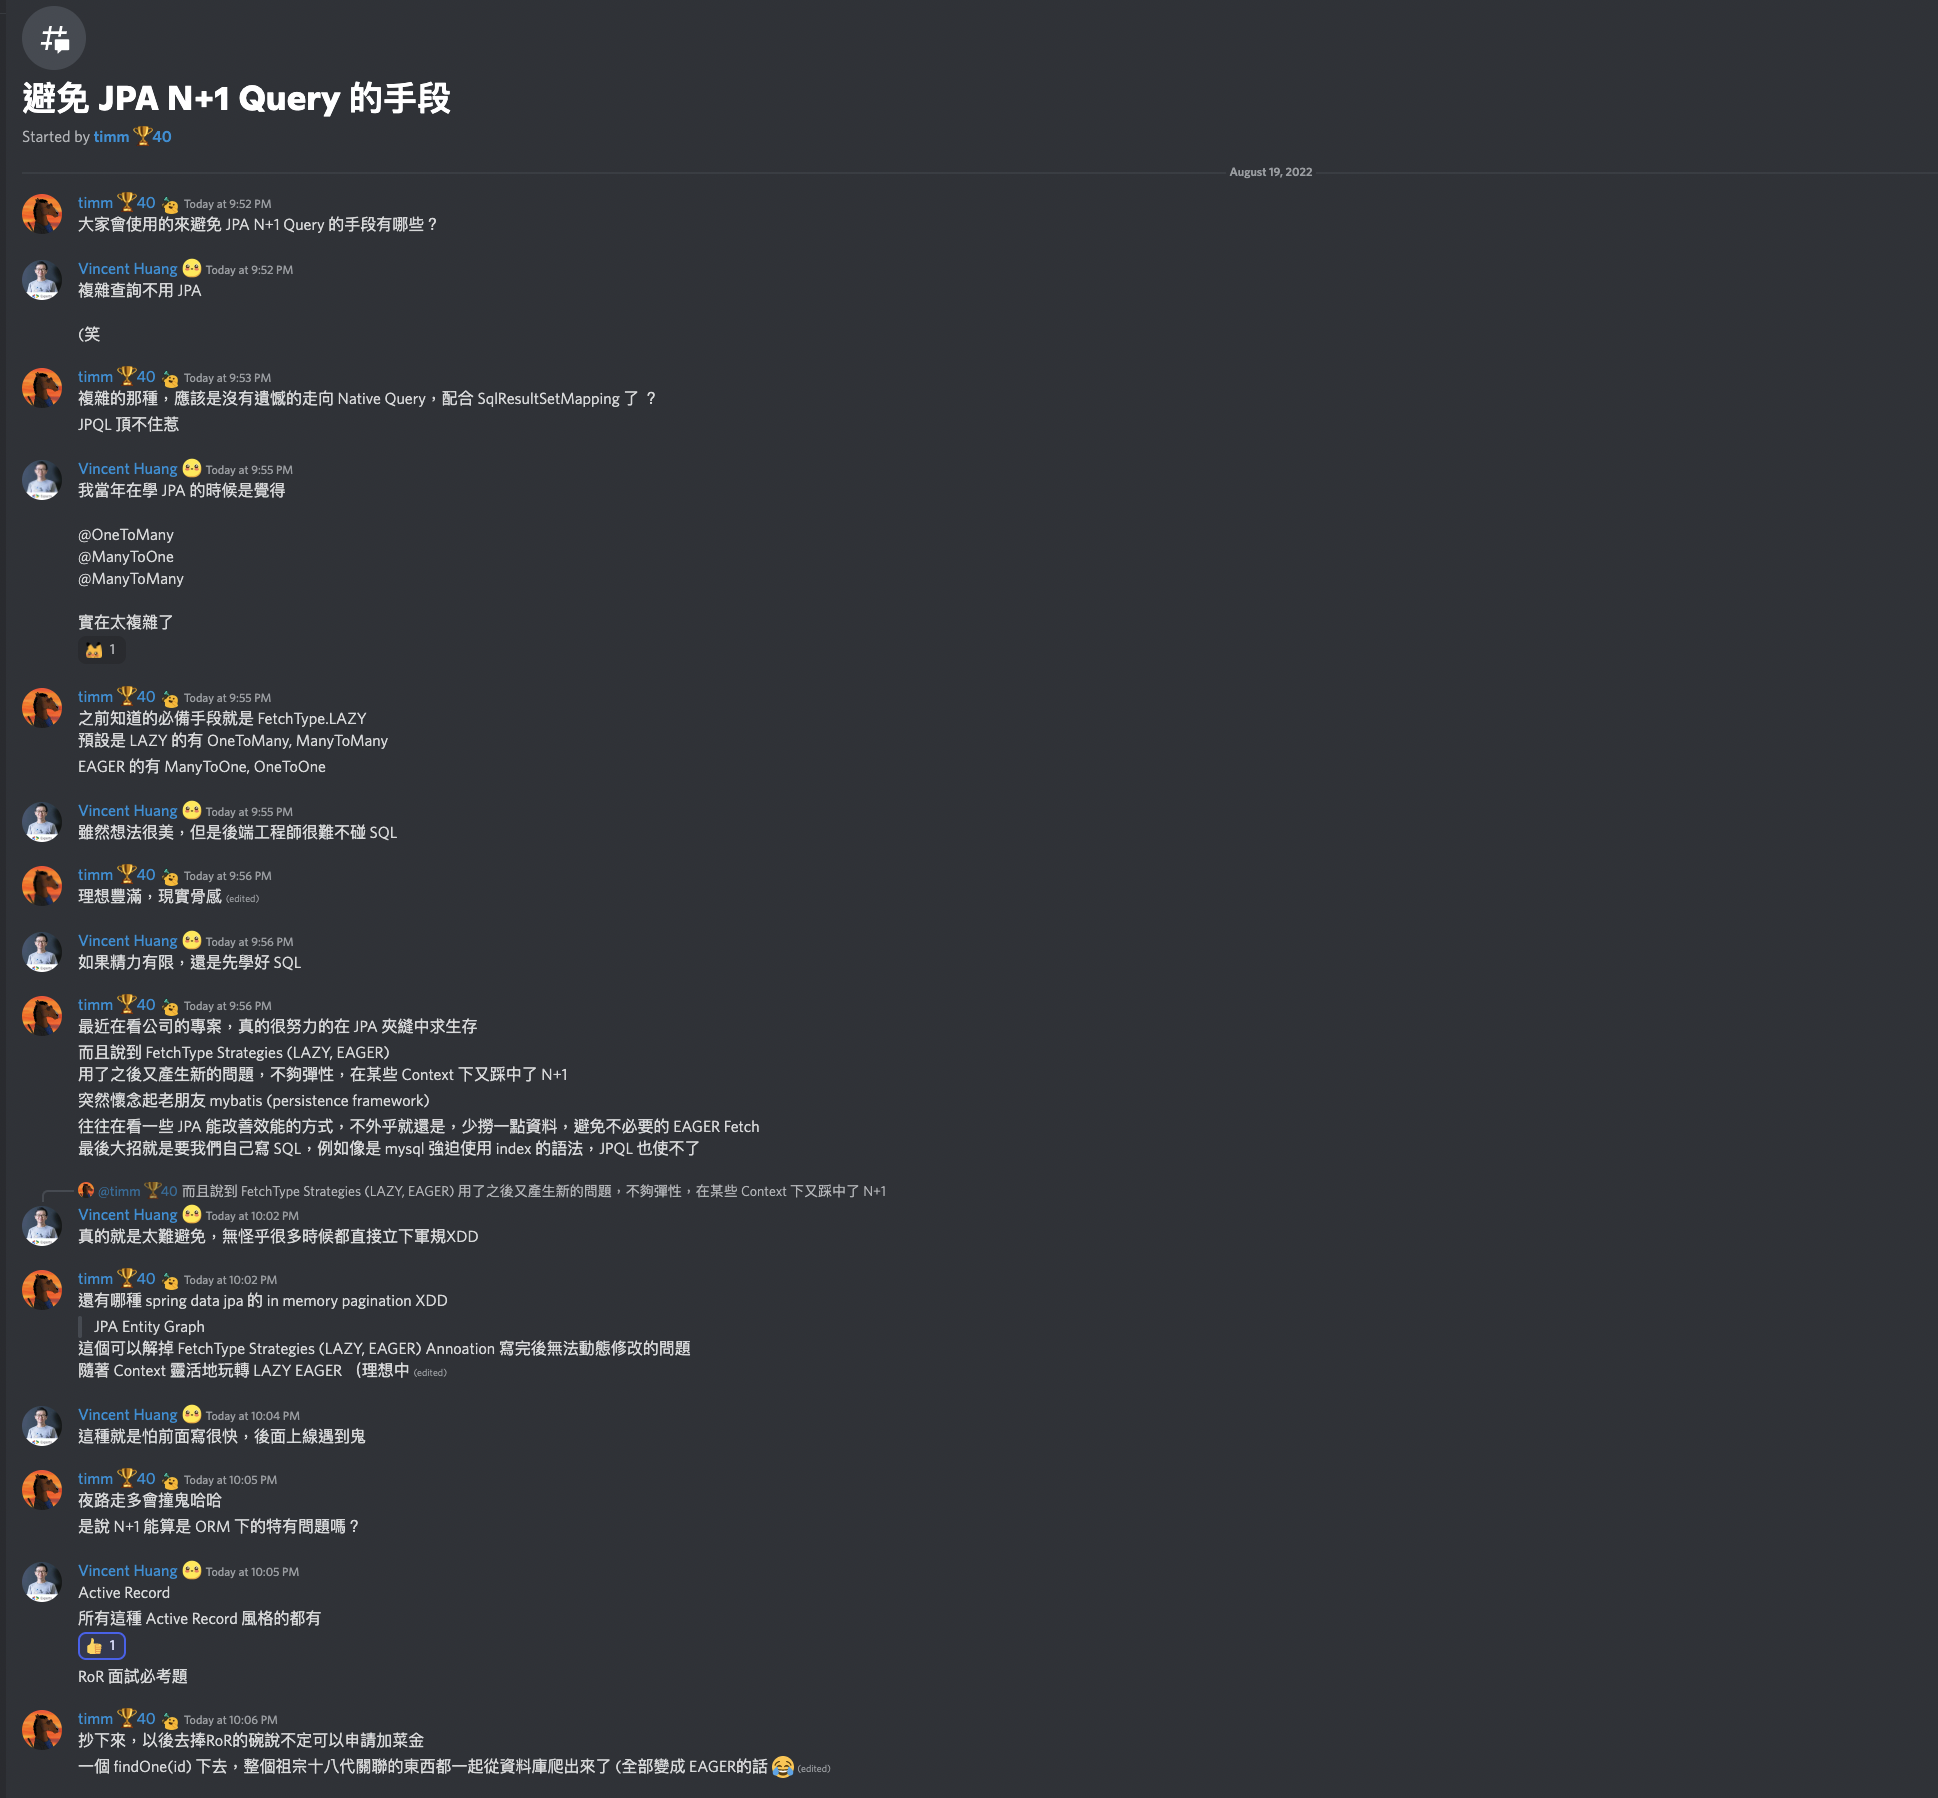 避免 JPA N+1 Query 的手段
Started by timm 🏆40
August 19, 2022
timm 🏆40 Today at 9:52 PM
大家會使用的來避免 JPA N+1 Query 的手段有哪些？
Vincent Huang Today at 9:52 PM
複雜查詢不用 JPA
(笑
timm 🏆40 Today at 9:53 PM
複雜的那種，應該是沒有遺憾的走向 Native Query，配合 SqlResultSetMapping 了 ？
JPQL 頂不住惹
Vincent Huang Today at 9:55 PM
我當年在學 JPA 的時候是覺得
@OneToMany
@ManyToOne
@ManyToMany
實在太複雜了
1
timm 🏆40 Today at 9:55 PM
之前知道的必備手段就是 FetchType.LAZY
預設是 LAZY 的有 OneToMany, ManyToMany
EAGER 的有 ManyToOne, OneToOne
Vincent Huang Today at 9:55 PM
雖然想法很美，但是後端工程師很難不碰 SQL
timm 🏆40 Today at 9:56 PM
理想豐滿，現實骨感 (edited)
Vincent Huang Today at 9:56 PM
如果精力有限，還是先學好 SQL
timm 🏆40 Today at 9:56 PM
最近在看公司的專案，真的很努力的在 JPA 夾縫中求生存
而且說到 FetchType Strategies (LAZY, EAGER)
用了之後又產生新的問題，不夠彈性，在某些 Context 下又踩中了 N+1
突然懷念起老朋友 mybatis (persistence framework)
往往在看一些 JPA 能改善效能的方式，不外乎就還是，少撈一點資料，避免不必要的 EAGER Fetch
最後大招就是要我們自己寫 SQL，例如像是 mysql 強迫使用 index 的語法，JPQL 也使不了
@timm 🏆40 而且說到 FetchType Strategies (LAZY, EAGER) 用了之後又產生新的問題，不夠彈性，在某些 Context 下又踩中了 N+1
Vincent Huang Today at 10:02 PM
真的就是太難避免，無怪乎很多時候都直接立下軍規XDD
timm 🏆40 Today at 10:02 PM
還有哪種 spring data jpa 的 in memory pagination XDD
JPA Entity Graph
這個可以解掉 FetchType Strategies (LAZY, EAGER) Annoation 寫完後無法動態修改的問題
隨著 Context 靈活地玩轉 LAZY EAGER （理想中 (edited)
Vincent Huang Today at 10:04 PM
這種就是怕前面寫很快，後面上線遇到鬼
timm 🏆40 Today at 10:05 PM
夜路走多會撞鬼哈哈
是說 N+1 能算是 ORM 下的特有問題嗎？
Vincent Huang Today at 10:05 PM
Active Record
所有這種 Active Record 風格的都有
👍 1
RoR 面試必考題
timm 🏆40 Today at 10:06 PM
抄下來，以後去捧RoR的碗說不定可以申請加菜金
一個 findOne(id) 下去，整個祖宗十八代關聯的東西都一起從資料庫爬出來了 (全部變成 EAGER的話 😂 (edited)